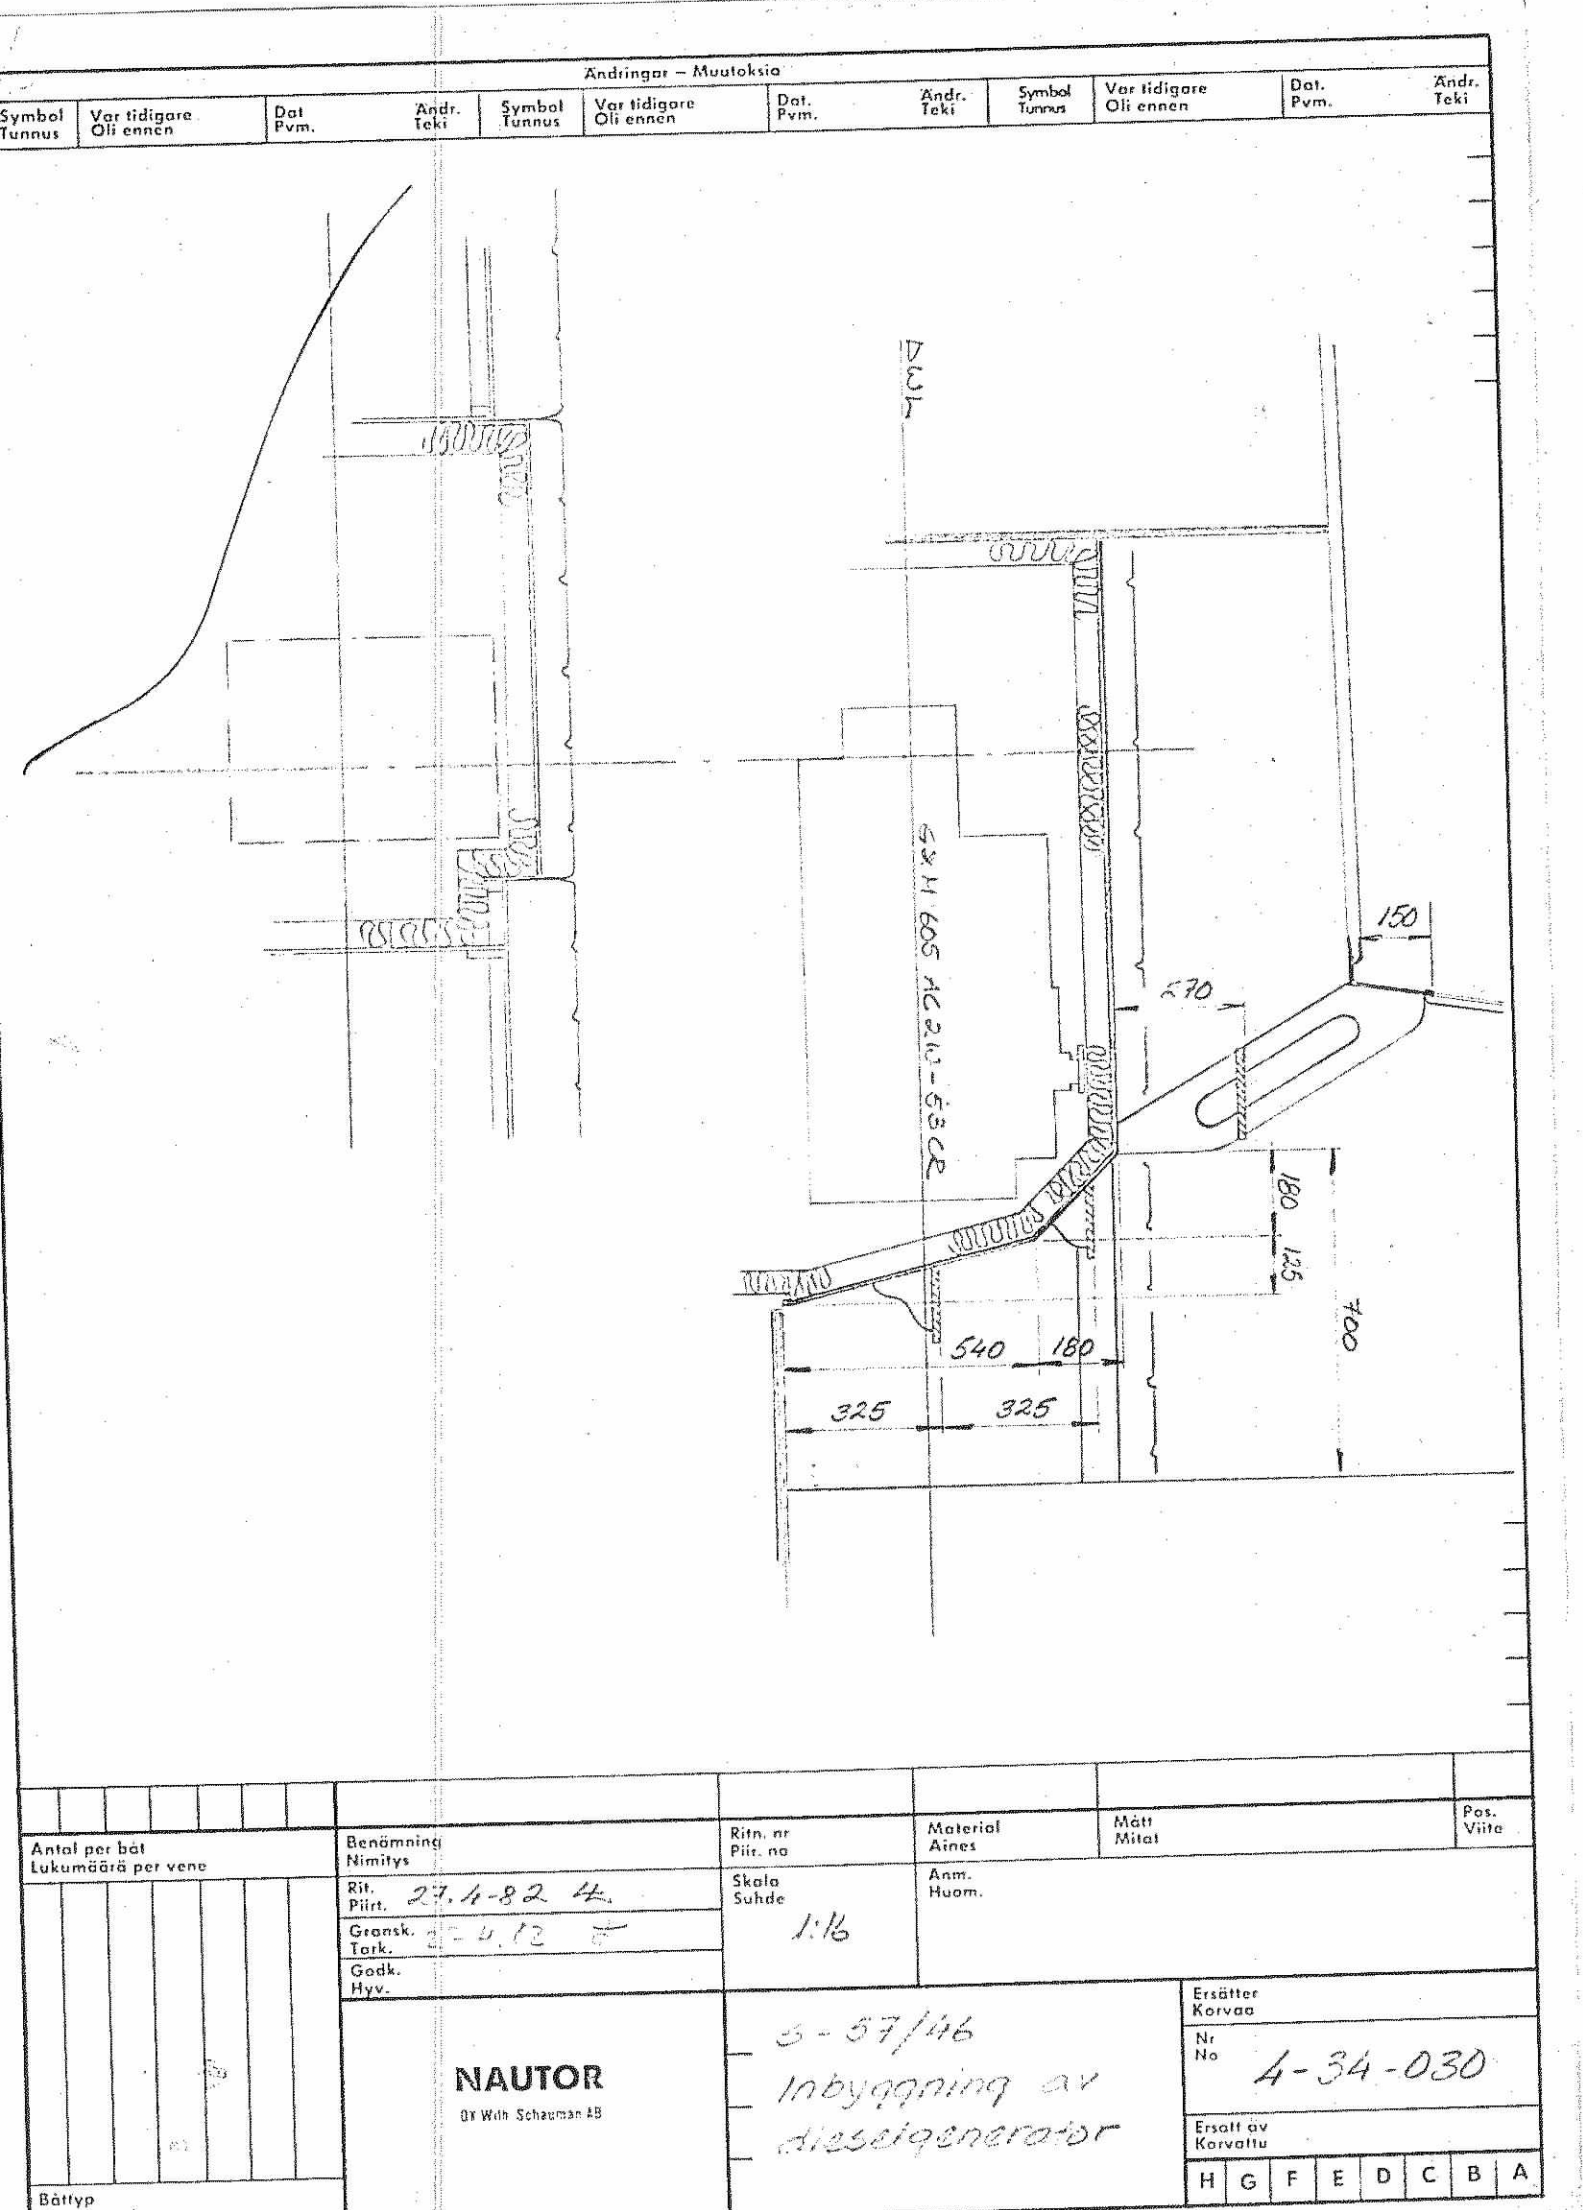 Ändringar – Muutoksia
Symbol Var tidigare Dat Ändr. Symbol Var tidigare Dat. Ändr. Symbol Var tidigare Dat. Ändr.
Tunnus Oli ennen Pvm. Teki Tunnus Oli ennen Pvm. Teki Tunnus Oli ennen Pvm. Teki
DWL
150
180
125
700
540 180
325 325
Antal per båt
Lukumäärä per vene
Benämning
Nimitys
Ritn. nr
Piir. no
Material
Aines
Mått
Mitat
Pos.
Viite
Rit.
Piirt. 27.4-82
Gransk.
Tark.
Godk.
Hyv.
Skala
Suhde
1:16
Anm.
Huom.
NAUTOR
OY Wilh. Schauman AB
S-57/46
Inbyggning av
dieselgenerator
Ersätter
Korvaa
Nr
No 4-34-030
Ersatt av
Korvattu
H G F E D C B A
Båttyp